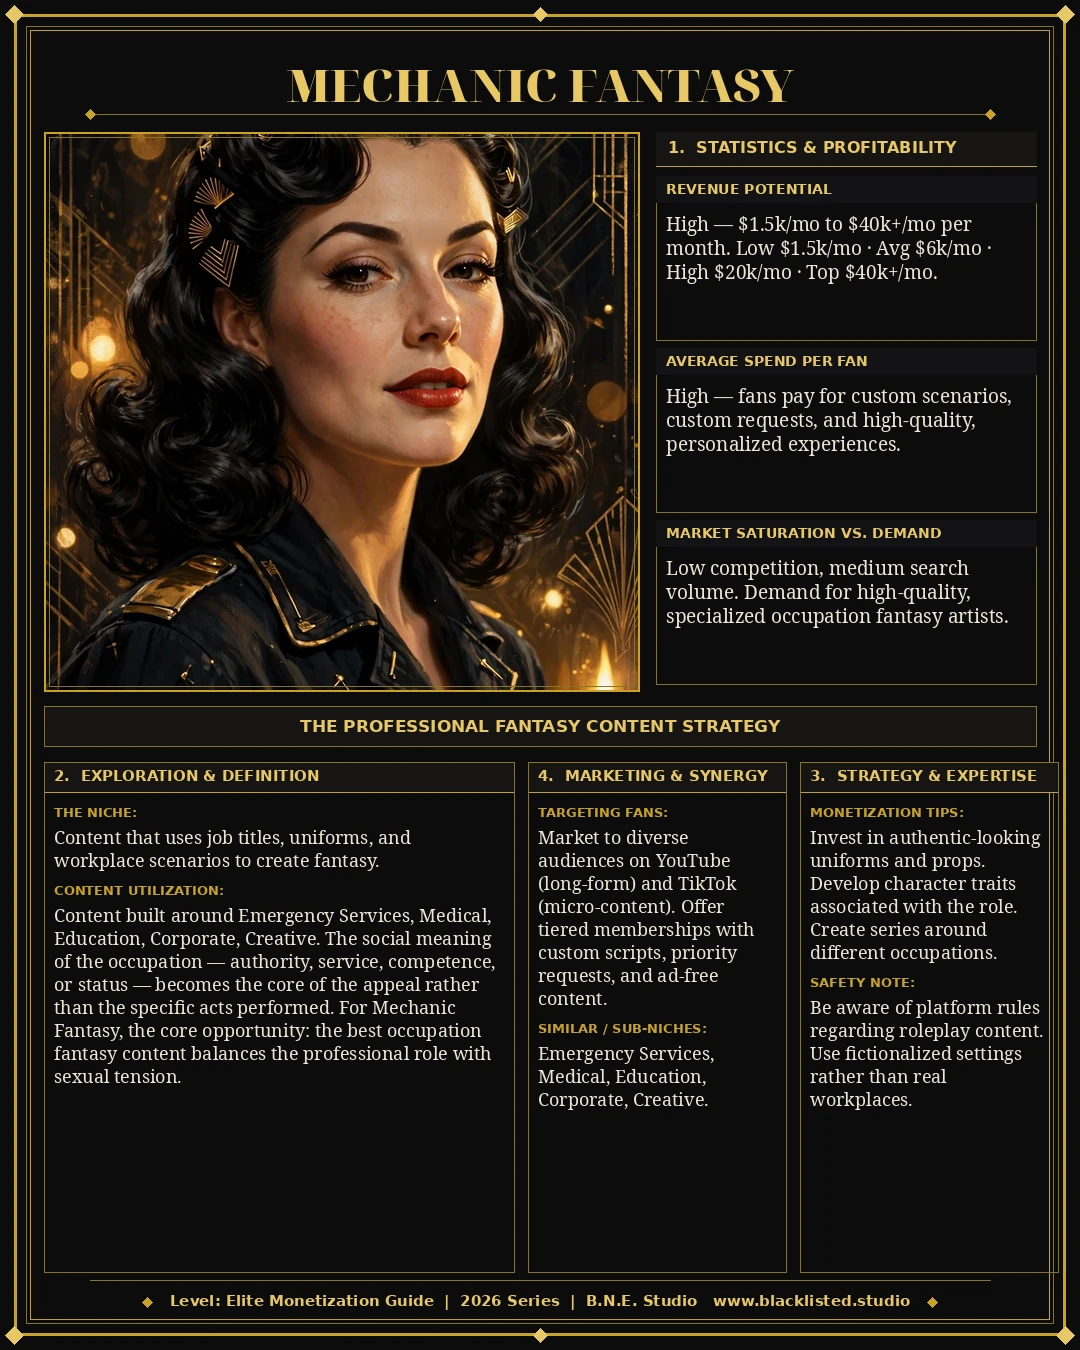 MECHANIC FANTASY
1. STATISTICS & PROFITABILITY
REVENUE POTENTIAL
High — $1.5k/mo to $40k+/mo per
month. Low $1.5k/mo · Avg $6k/mo ·
High $20k/mo · Top $40k+/mo.
AVERAGE SPEND PER FAN
High — fans pay for custom scenarios,
custom requests, and high-quality,
personalized experiences.
MARKET SATURATION VS. DEMAND
Low competition, medium search
volume. Demand for high-quality,
specialized occupation fantasy artists.
THE PROFESSIONAL FANTASY CONTENT STRATEGY
2. EXPLORATION & DEFINITION
THE NICHE:
Content that uses job titles, uniforms, and
workplace scenarios to create fantasy.
CONTENT UTILIZATION:
Content built around Emergency Services, Medical,
Education, Corporate, Creative. The social meaning
of the occupation — authority, service, competence,
or status — becomes the core of the appeal rather
than the specific acts performed. For Mechanic
Fantasy, the core opportunity: the best occupation
fantasy content balances the professional role with
sexual tension.
4. MARKETING & SYNERGY
TARGETING FANS:
Market to diverse
audiences on YouTube
(long-form) and TikTok
(micro-content). Offer
tiered memberships with
custom scripts, priority
requests, and ad-free
content.
SIMILAR / SUB-NICHES:
Emergency Services,
Medical, Education,
Corporate, Creative.
3. STRATEGY & EXPERTISE
MONETIZATION TIPS:
Invest in authentic-looking
uniforms and props.
Develop character traits
associated with the role.
Create series around
different occupations.
SAFETY NOTE:
Be aware of platform rules
regarding roleplay content.
Use fictionalized settings
rather than real
workplaces.
Level: Elite Monetization Guide | 2026 Series | B.N.E. Studio www.blacklisted.studio